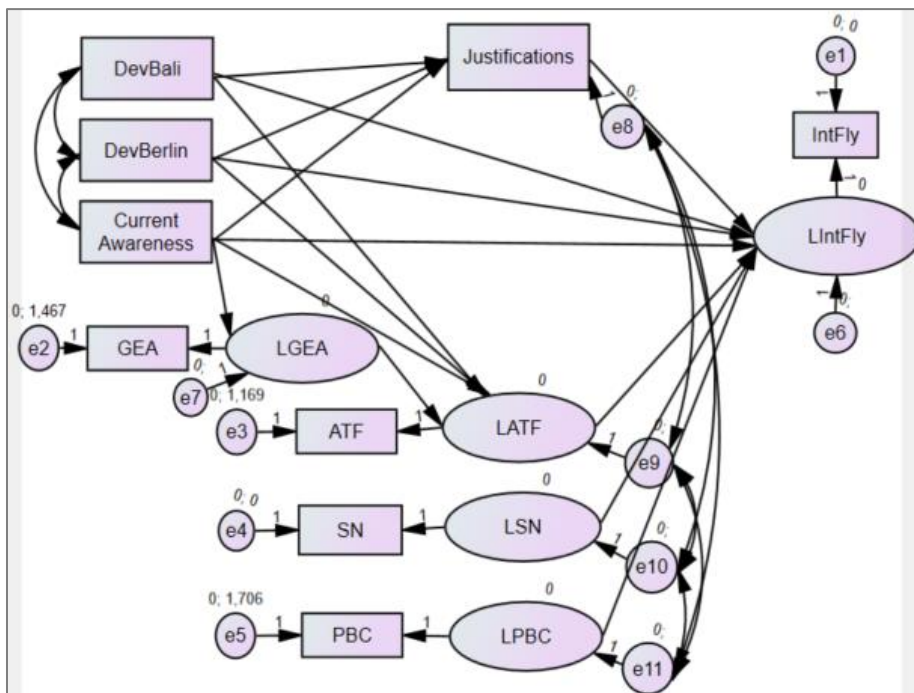 0; 0
e1
1
IntFly
1
0
LIntFly
1
0;
e6
DevBali
DevBerlin
Current
Awareness
Justifications
0;
1
e8
0; 1,467
e2
1
GEA
1
LGEA
0
e7
0;
1
0; 1,169
e3
1
ATF
1
LATF
0
1
0;
e9
0; 0
e4
1
SN
1
LSN
0
1
0;
e10
0; 1,706
e5
1
PBC
1
LPBC
0
1
0;
e11